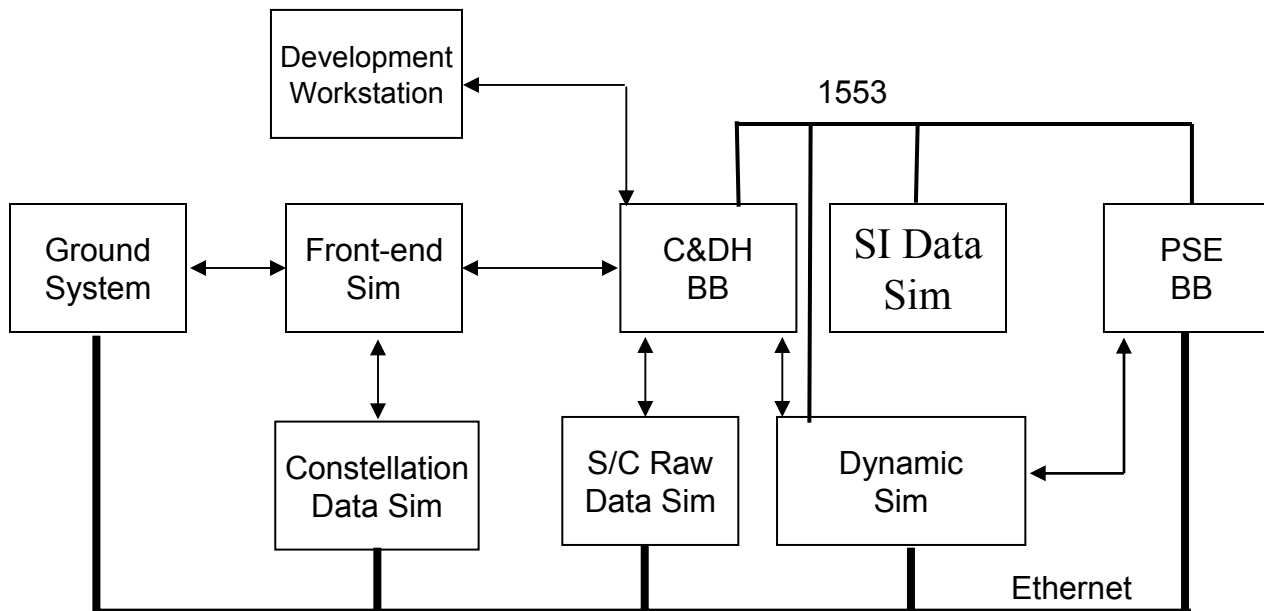 Development
Workstation
1553
Ground
System
Front-end
Sim
C&DH
BB
SI Data
Sim
PSE
BB
Constellation
Data Sim
S/C Raw
Data Sim
Dynamic
Sim
Ethernet